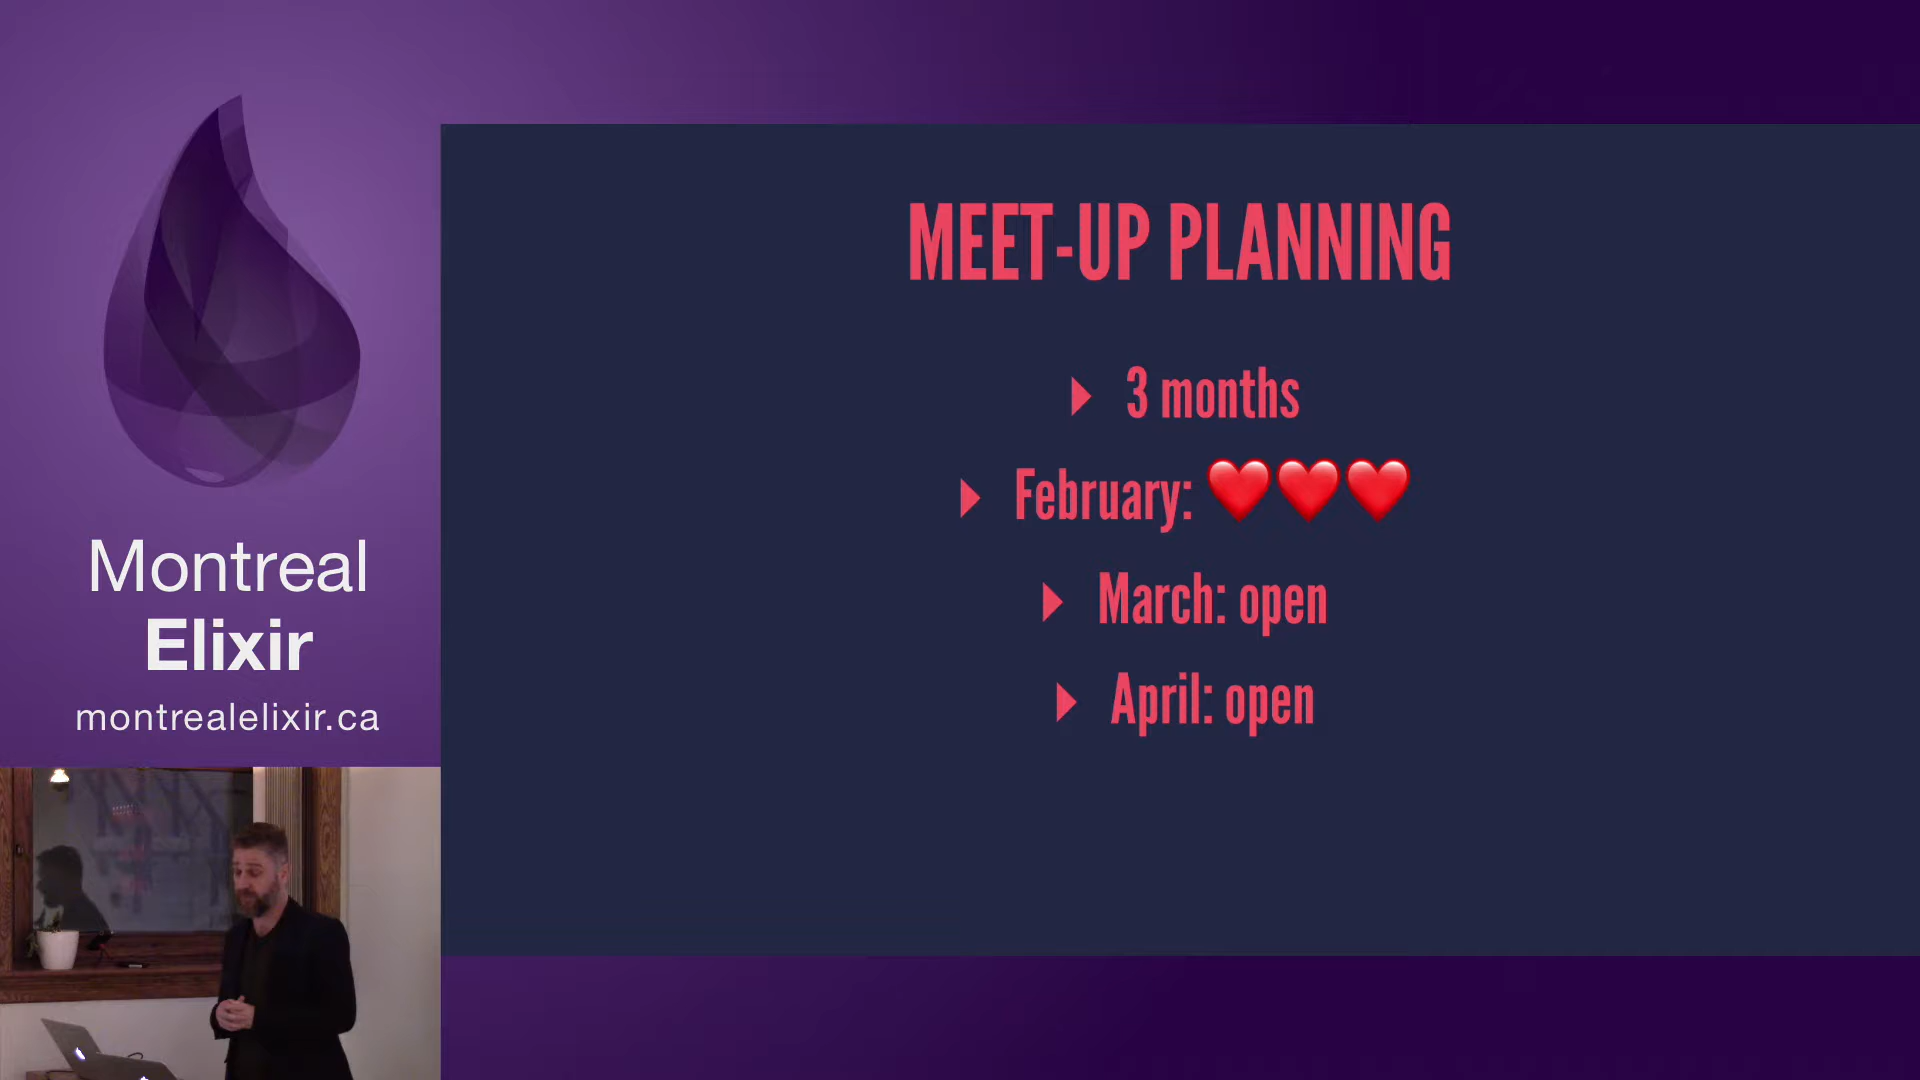 Montreal
Elixir
montrealelixir.ca
MEET-UP PLANNING
3 months
February: ❤️❤️❤️
March: open
April: open